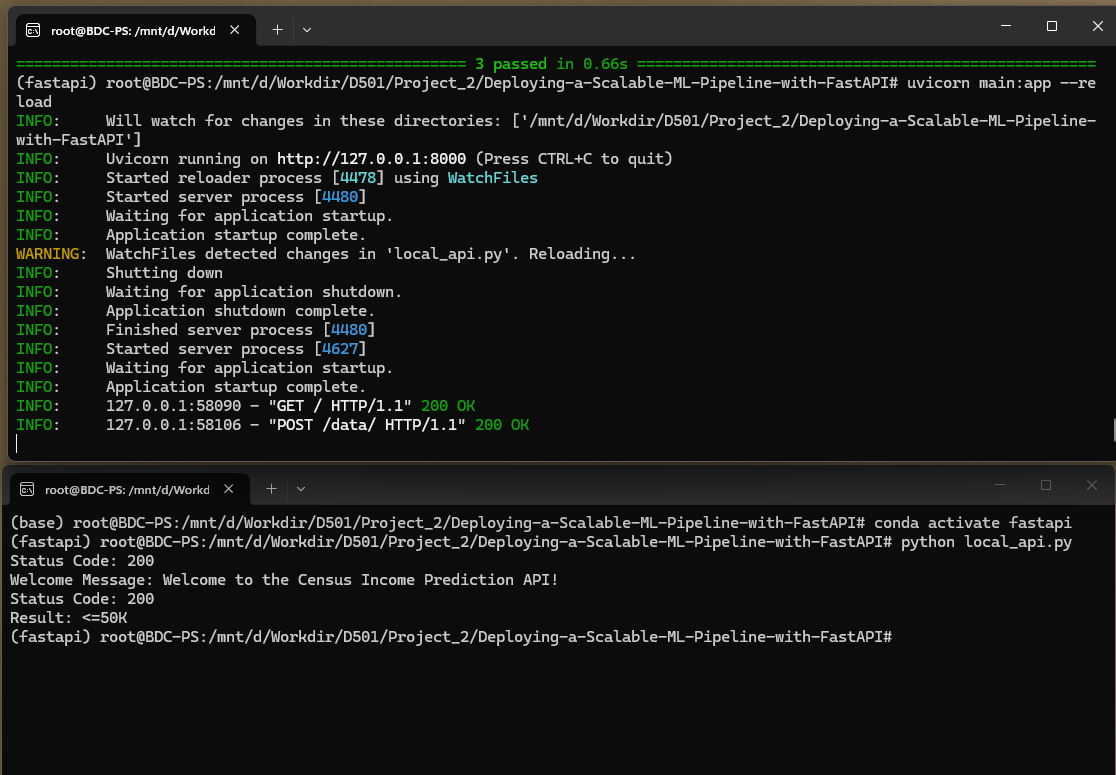 root@BDC-PS: /mnt/d/Workd
================================================== 3 passed in 0.66s ===================================================
(fastapi) root@BDC-PS:/mnt/d/Workdir/D501/Project_2/Deploying-a-Scalable-ML-Pipeline-with-FastAPI# uvicorn main:app --re
load
INFO:     Will watch for changes in these directories: ['/mnt/d/Workdir/D501/Project_2/Deploying-a-Scalable-ML-Pipeline-
with-FastAPI']
INFO:     Uvicorn running on http://127.0.0.1:8000 (Press CTRL+C to quit)
INFO:     Started reloader process [4478] using WatchFiles
INFO:     Started server process [4480]
INFO:     Waiting for application startup.
INFO:     Application startup complete.
WARNING:  WatchFiles detected changes in 'local_api.py'. Reloading...
INFO:     Shutting down
INFO:     Waiting for application shutdown.
INFO:     Application shutdown complete.
INFO:     Finished server process [4480]
INFO:     Started server process [4627]
INFO:     Waiting for application startup.
INFO:     Application startup complete.
INFO:     127.0.0.1:58090 - "GET / HTTP/1.1" 200 OK
INFO:     127.0.0.1:58106 - "POST /data/ HTTP/1.1" 200 OK
root@BDC-PS: /mnt/d/Workd
(base) root@BDC-PS:/mnt/d/Workdir/D501/Project_2/Deploying-a-Scalable-ML-Pipeline-with-FastAPI# conda activate fastapi
(fastapi) root@BDC-PS:/mnt/d/Workdir/D501/Project_2/Deploying-a-Scalable-ML-Pipeline-with-FastAPI# python local_api.py
Status Code: 200
Welcome Message: Welcome to the Census Income Prediction API!
Status Code: 200
Result: <=50K
(fastapi) root@BDC-PS:/mnt/d/Workdir/D501/Project_2/Deploying-a-Scalable-ML-Pipeline-with-FastAPI#